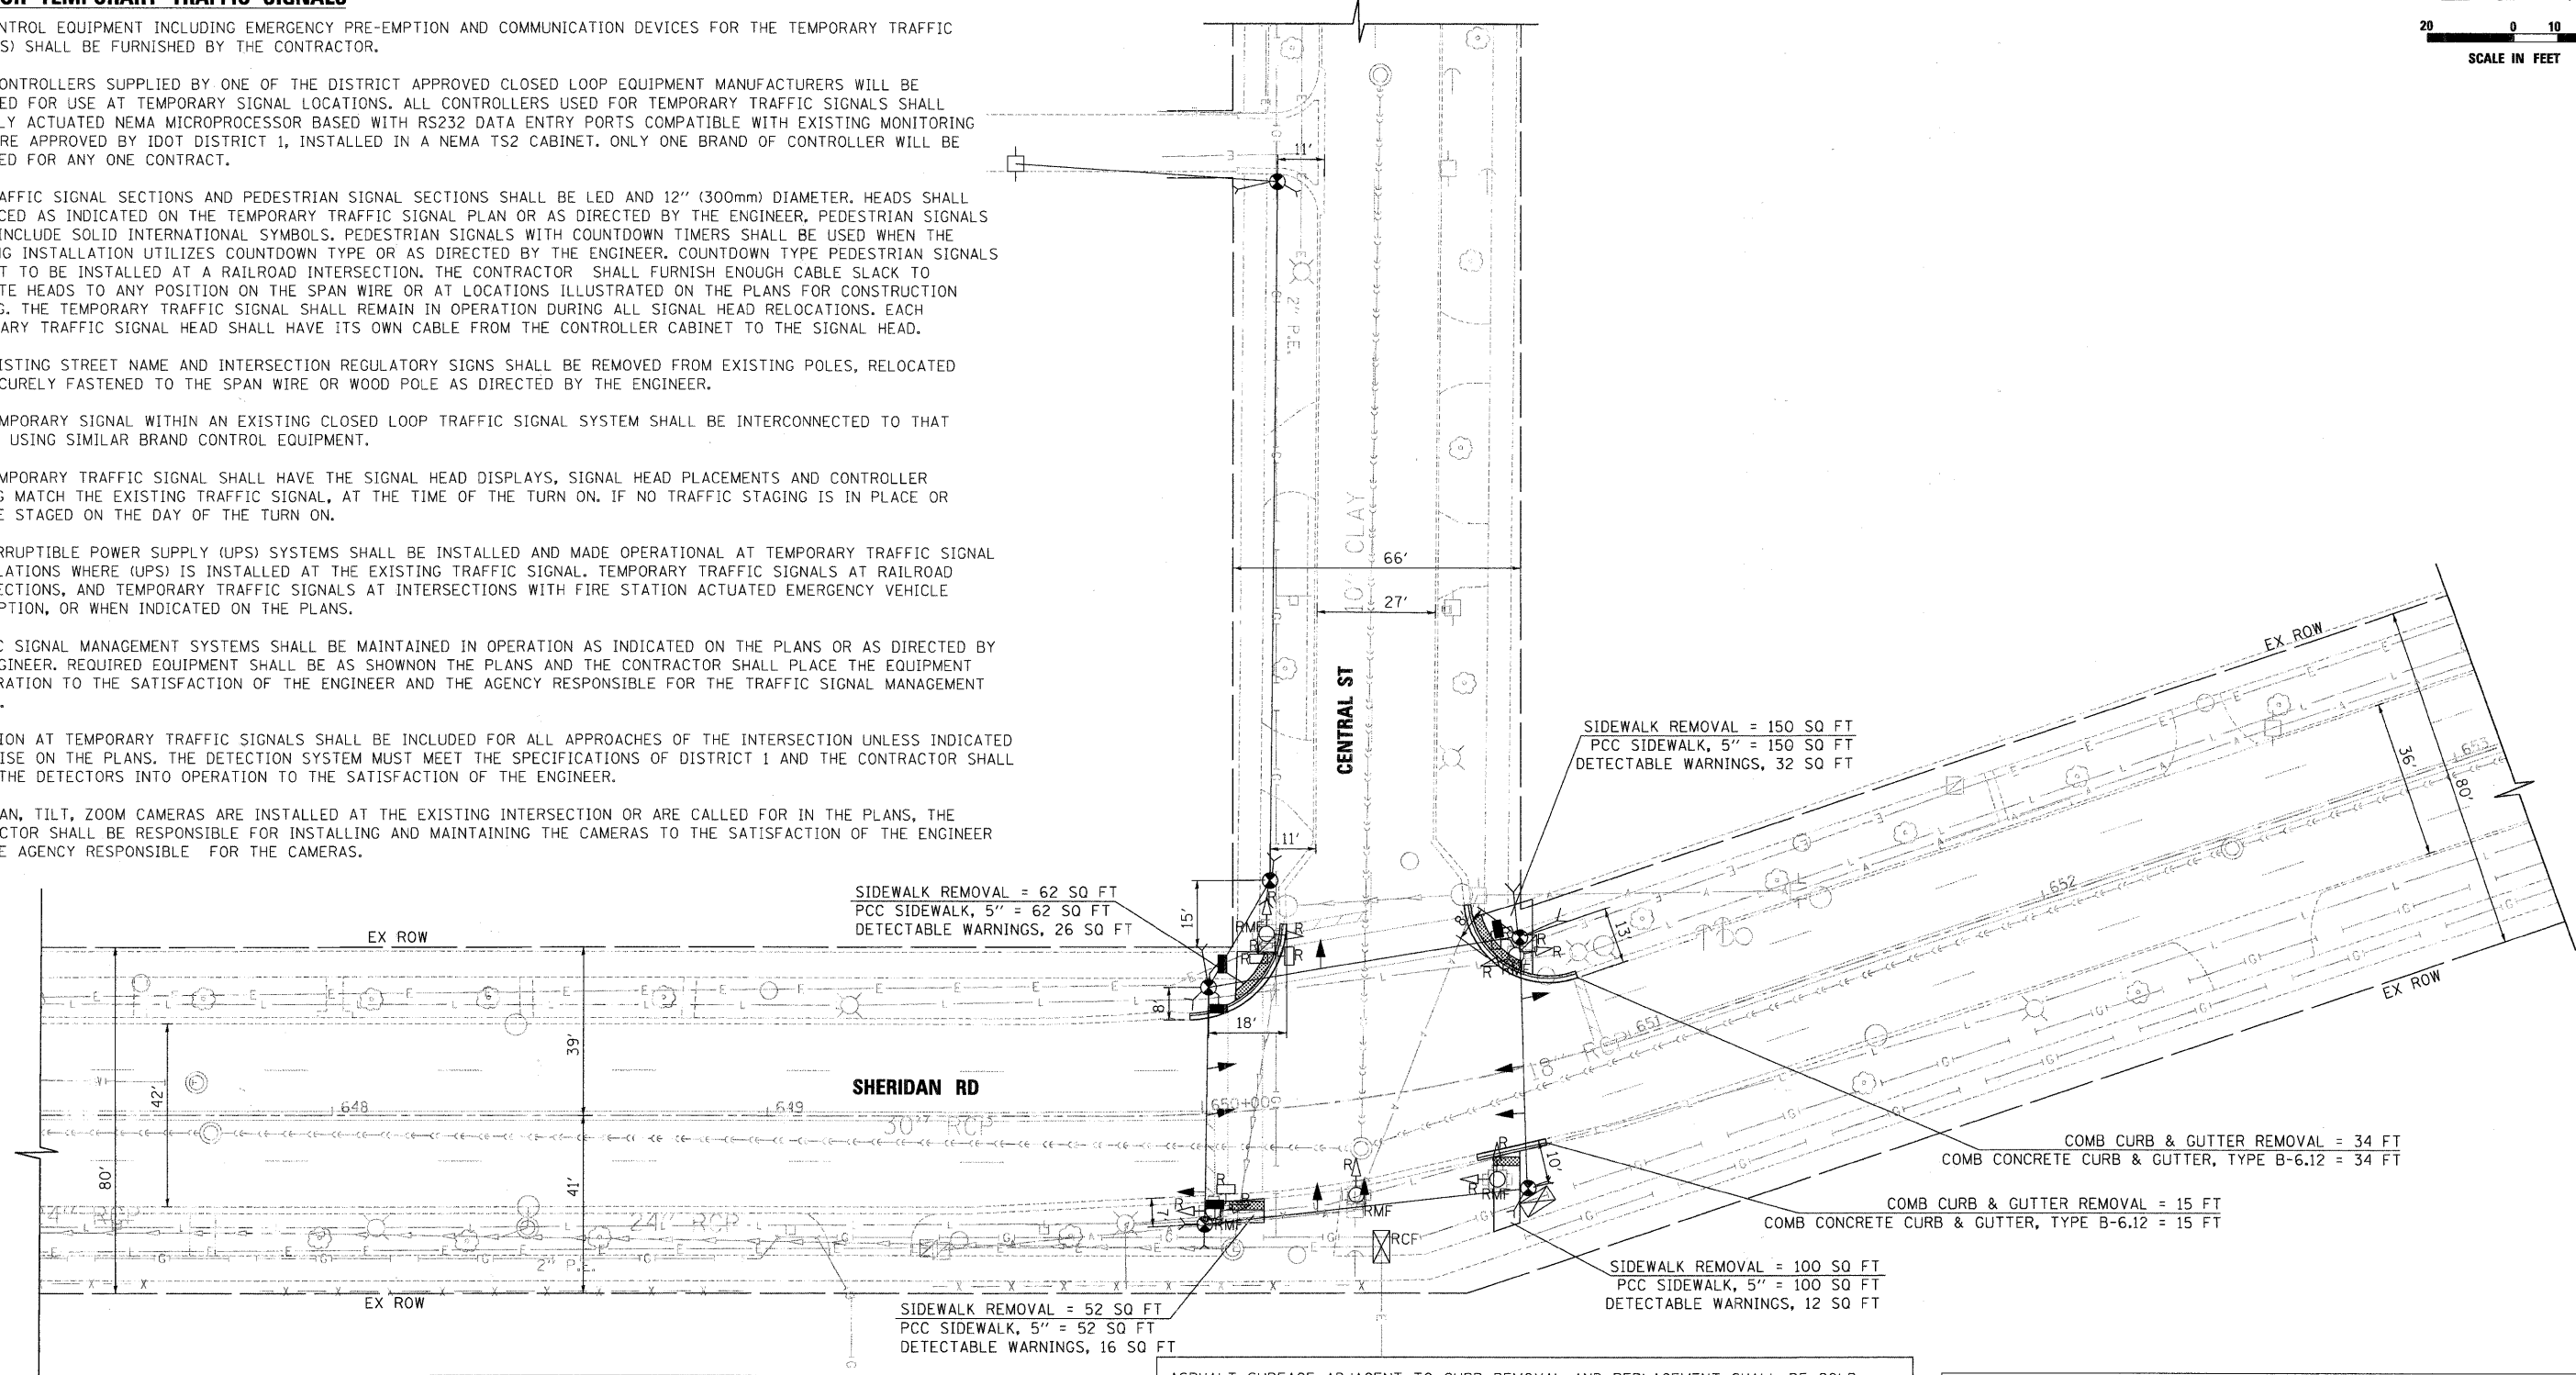 OR TEMPORARY TRAFFIC SIGNALS
NTROL EQUIPMENT INCLUDING EMERGENCY PRE-EMPTION AND COMMUNICATION DEVICES FOR THE TEMPORARY TRAFFIC
S) SHALL BE FURNISHED BY THE CONTRACTOR.
ONTROLLERS SUPPLIED BY ONE OF THE DISTRICT APPROVED CLOSED LOOP EQUIPMENT MANUFACTURERS WILL BE
ED FOR USE AT TEMPORARY SIGNAL LOCATIONS. ALL CONTROLLERS USED FOR TEMPORARY TRAFFIC SIGNALS SHALL
LY ACTUATED NEMA MICROPROCESSOR BASED WITH RS232 DATA ENTRY PORTS COMPATIBLE WITH EXISTING MONITORING
RE APPROVED BY IDOT DISTRICT 1, INSTALLED IN A NEMA TS2 CABINET. ONLY ONE BRAND OF CONTROLLER WILL BE
ED FOR ANY ONE CONTRACT.
AFFIC SIGNAL SECTIONS AND PEDESTRIAN SIGNAL SECTIONS SHALL BE LED AND 12" (300mm) DIAMETER. HEADS SHALL
CED AS INDICATED ON THE TEMPORARY TRAFFIC SIGNAL PLAN OR AS DIRECTED BY THE ENGINEER. PEDESTRIAN SIGNALS
INCLUDE SOLID INTERNATIONAL SYMBOLS. PEDESTRIAN SIGNALS WITH COUNTDOWN TIMERS SHALL BE USED WHEN THE
NG INSTALLATION UTILIZES COUNTDOWN TYPE OR AS DIRECTED BY THE ENGINEER. COUNTDOWN TYPE PEDESTRIAN SIGNALS
T TO BE INSTALLED AT A RAILROAD INTERSECTION. THE CONTRACTOR SHALL FURNISH ENOUGH CABLE SLACK TO
TE HEADS TO ANY POSITION ON THE SPAN WIRE OR AT LOCATIONS ILLUSTRATED ON THE PLANS FOR CONSTRUCTION
G. THE TEMPORARY TRAFFIC SIGNAL SHALL REMAIN IN OPERATION DURING ALL SIGNAL HEAD RELOCATIONS. EACH
ARY TRAFFIC SIGNAL HEAD SHALL HAVE ITS OWN CABLE FROM THE CONTROLLER CABINET TO THE SIGNAL HEAD.
ISTING STREET NAME AND INTERSECTION REGULATORY SIGNS SHALL BE REMOVED FROM EXISTING POLES, RELOCATED
CURELY FASTENED TO THE SPAN WIRE OR WOOD POLE AS DIRECTED BY THE ENGINEER.
MPORARY SIGNAL WITHIN AN EXISTING CLOSED LOOP TRAFFIC SIGNAL SYSTEM SHALL BE INTERCONNECTED TO THAT
USING SIMILAR BRAND CONTROL EQUIPMENT.
MPORARY TRAFFIC SIGNAL SHALL HAVE THE SIGNAL HEAD DISPLAYS, SIGNAL HEAD PLACEMENTS AND CONTROLLER
G MATCH THE EXISTING TRAFFIC SIGNAL, AT THE TIME OF THE TURN ON. IF NO TRAFFIC STAGING IS IN PLACE OR
E STAGED ON THE DAY OF THE TURN ON.
RRUPTIBLE POWER SUPPLY (UPS) SYSTEMS SHALL BE INSTALLED AND MADE OPERATIONAL AT TEMPORARY TRAFFIC SIGNAL
LATIONS WHERE (UPS) IS INSTALLED AT THE EXISTING TRAFFIC SIGNAL. TEMPORARY TRAFFIC SIGNALS AT RAILROAD
ECTIONS, AND TEMPORARY TRAFFIC SIGNALS AT INTERSECTIONS WITH FIRE STATION ACTUATED EMERGENCY VEHICLE
PTION, OR WHEN INDICATED ON THE PLANS.
C SIGNAL MANAGEMENT SYSTEMS SHALL BE MAINTAINED IN OPERATION AS INDICATED ON THE PLANS OR AS DIRECTED BY
GINEER. REQUIRED EQUIPMENT SHALL BE AS SHOWNON THE PLANS AND THE CONTRACTOR SHALL PLACE THE EQUIPMENT
RATION TO THE SATISFACTION OF THE ENGINEER AND THE AGENCY RESPONSIBLE FOR THE TRAFFIC SIGNAL MANAGEMENT
.
ION AT TEMPORARY TRAFFIC SIGNALS SHALL BE INCLUDED FOR ALL APPROACHES OF THE INTERSECTION UNLESS INDICATED
ISE ON THE PLANS. THE DETECTION SYSTEM MUST MEET THE SPECIFICATIONS OF DISTRICT 1 AND THE CONTRACTOR SHALL
THE DETECTORS INTO OPERATION TO THE SATISFACTION OF THE ENGINEER.
AN, TILT, ZOOM CAMERAS ARE INSTALLED AT THE EXISTING INTERSECTION OR ARE CALLED FOR IN THE PLANS, THE
CTOR SHALL BE RESPONSIBLE FOR INSTALLING AND MAINTAINING THE CAMERAS TO THE SATISFACTION OF THE ENGINEER
E AGENCY RESPONSIBLE FOR THE CAMERAS.
20 0 10
SCALE IN FEET
11'
2" P.E.
10" CLAY
66'
27'
CENTRAL ST
11'
15'
SIDEWALK REMOVAL = 150 SQ FT
PCC SIDEWALK, 5" = 150 SQ FT
DETECTABLE WARNINGS, 32 SQ FT
EX ROW
36'
80'
653
652
651
18" RCP
EX ROW
SIDEWALK REMOVAL = 62 SQ FT
PCC SIDEWALK, 5" = 62 SQ FT
DETECTABLE WARNINGS, 26 SQ FT
EX ROW
RMF
8'
13'
8'
18'
39'
42'
SHERIDAN RD
648
649
650+00
30" RCP
80'
41'
7'
10'
24" RCP
2" P.E.
RMF
RMF
RMF
RCF
EX ROW
COMB CURB & GUTTER REMOVAL = 34 FT
COMB CONCRETE CURB & GUTTER, TYPE B-6.12 = 34 FT
COMB CURB & GUTTER REMOVAL = 15 FT
COMB CONCRETE CURB & GUTTER, TYPE B-6.12 = 15 FT
SIDEWALK REMOVAL = 100 SQ FT
PCC SIDEWALK, 5" = 100 SQ FT
DETECTABLE WARNINGS, 12 SQ FT
SIDEWALK REMOVAL = 52 SQ FT
PCC SIDEWALK, 5" = 52 SQ FT
DETECTABLE WARNINGS, 16 SQ FT